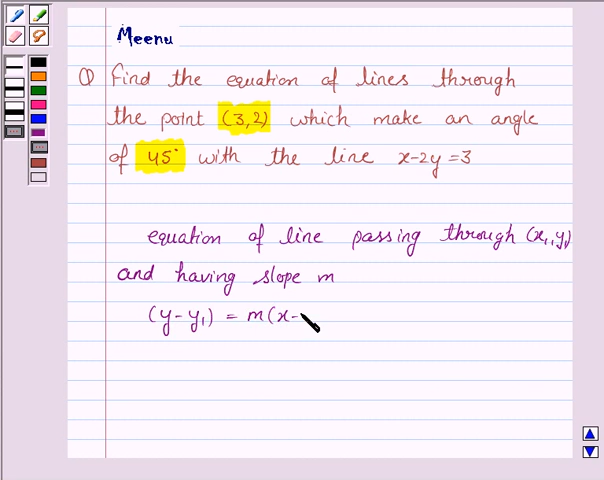 Meenu
Q Find the equation of lines through
the point (3,2) which make an angle
of 45° with the line x-2y=3
equation of line passing through (x₁,y₁)
and having slope m
(y-y₁) = m(x-